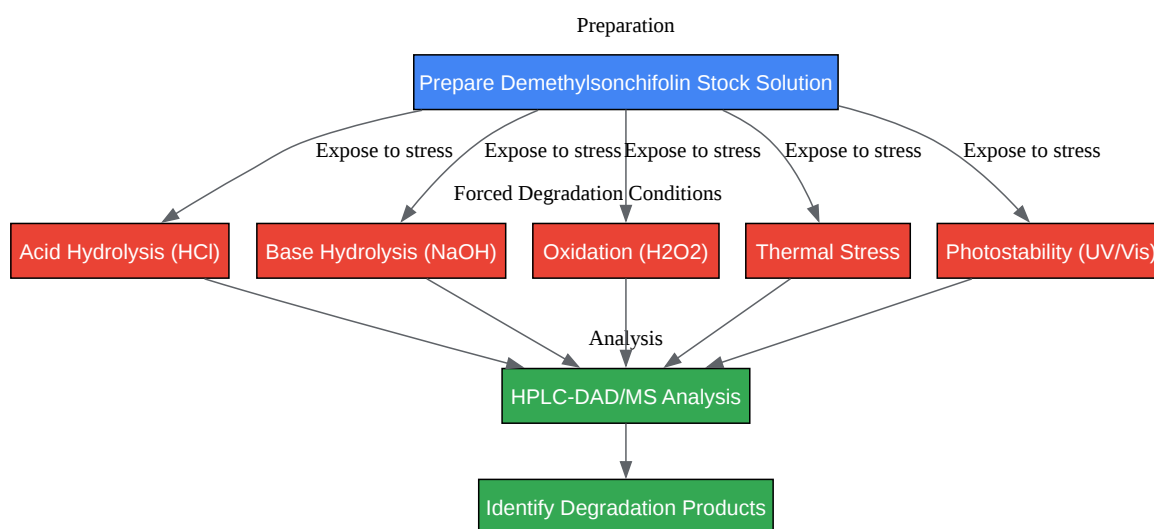 Preparation
Prepare Demethylsonchifolin Stock Solution
Expose to stress
Expose to stress
Expose to stress
Expose to stress
Expose to stress
Forced Degradation Conditions
Acid Hydrolysis (HCl)
Base Hydrolysis (NaOH)
Oxidation (H2O2)
Thermal Stress
Photostability (UV/Vis)
Analysis
HPLC-DAD/MS Analysis
Identify Degradation Products